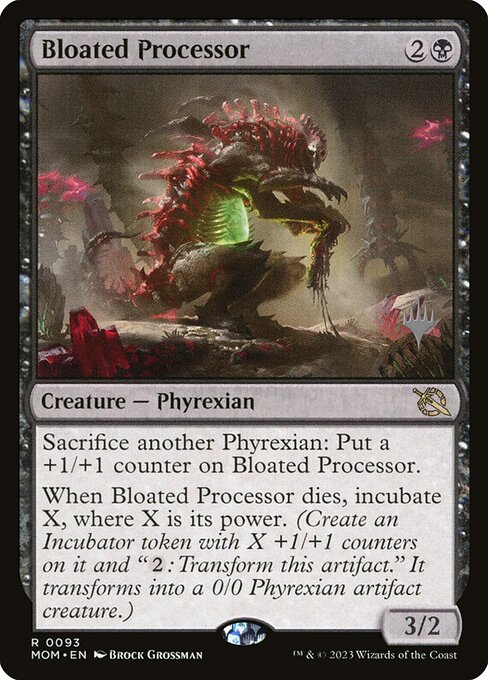 Bloated Processor 2
Creature — Phyrexian
Sacrifice another Phyrexian: Put a
+1/+1 counter on Bloated Processor.
When Bloated Processor dies, incubate
X, where X is its power. (Create an
Incubator token with X +1/+1 counters
on it and “2: Transform this artifact.” It
transforms into a 0/0 Phyrexian artifact
creature.)
3/2
R 0093
MOM • EN Brock Grossman
™ & © 2023 Wizards of the Coast